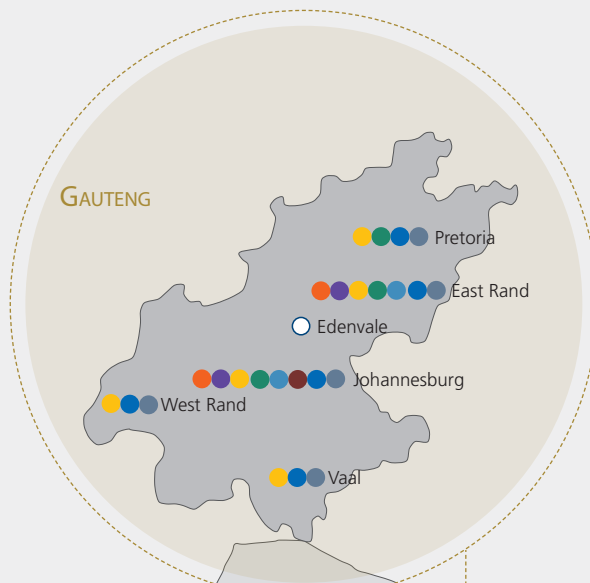 GAUTENG
Pretoria
East Rand
Edenvale
Johannesburg
West Rand
Vaal